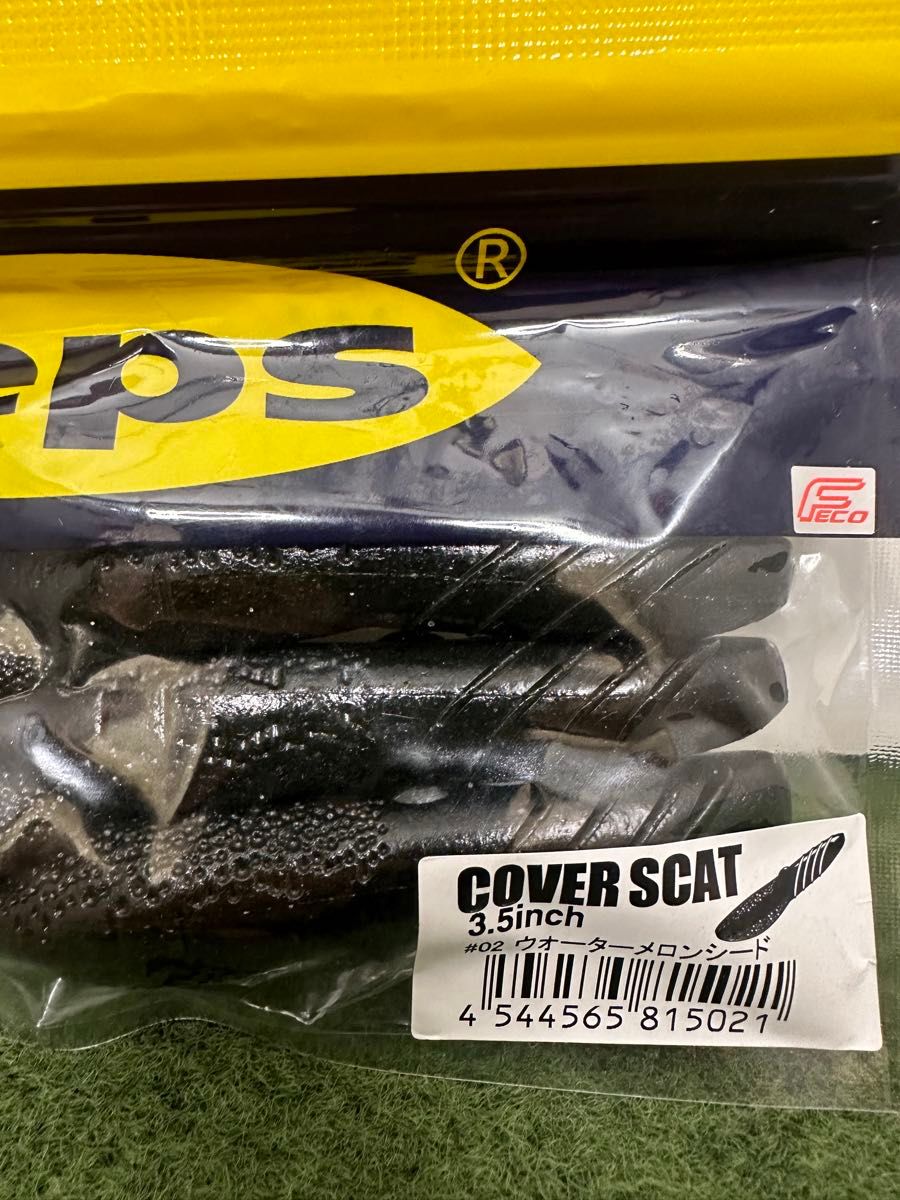 eps®
FECO
COVER SCAT
3.5inch
#02 ウオーターメロンシード
4 544565 815021